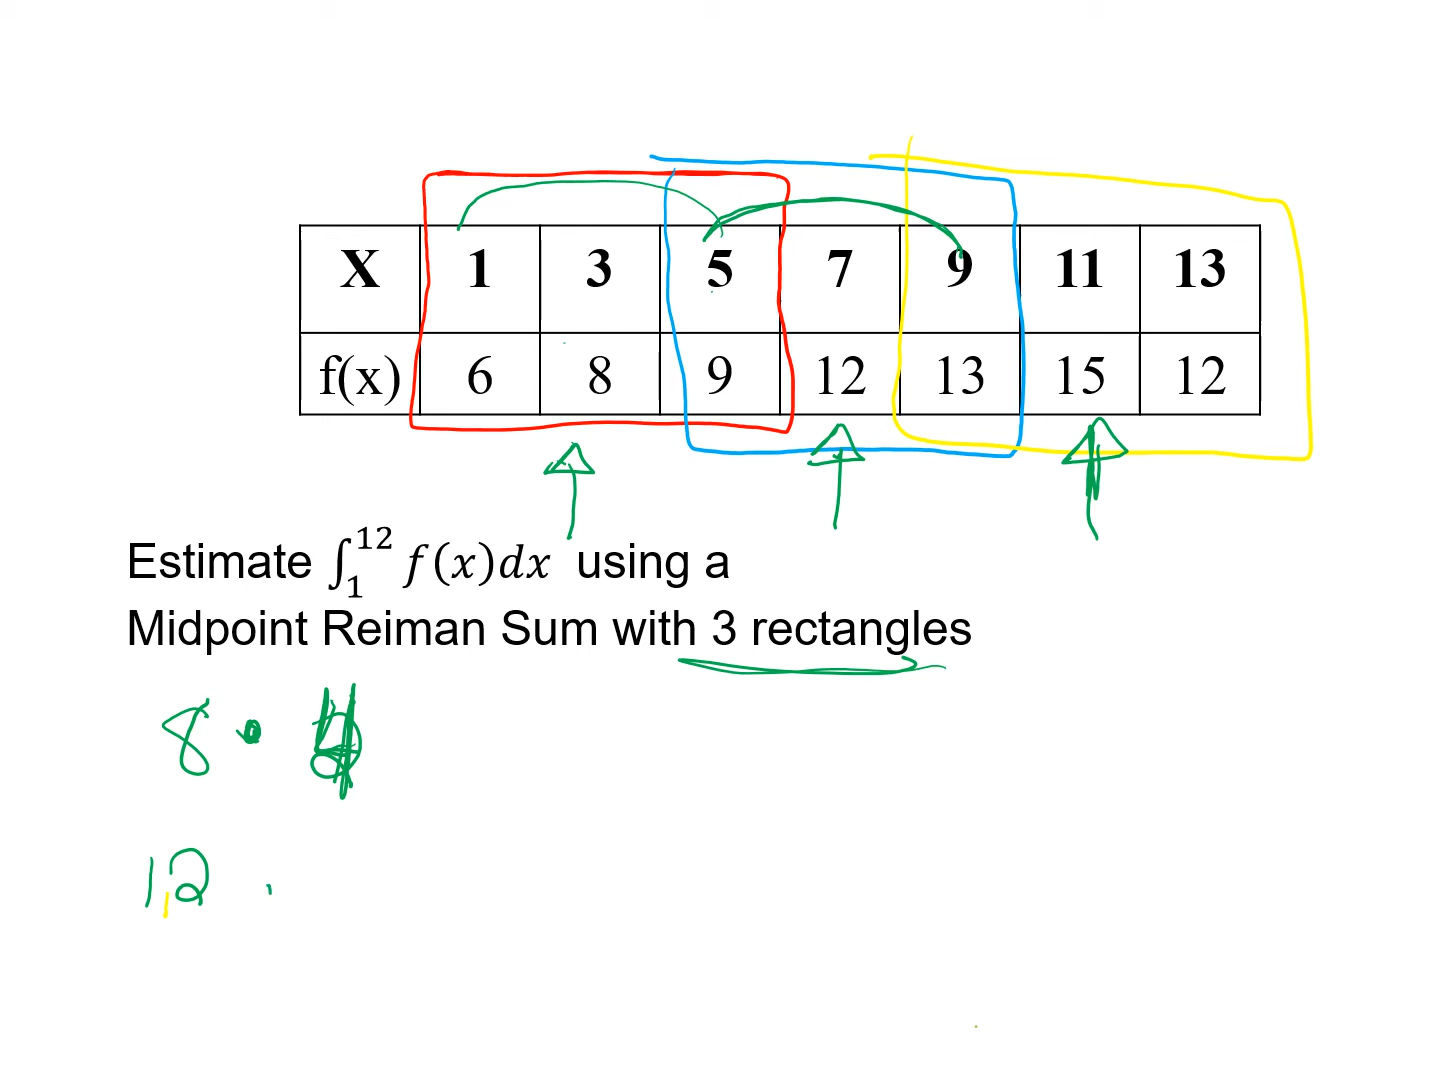 X 1 3 5 7 9 11 13
f(x) 6 8 9 12 13 15 12
Estimate ∫₁¹² f(x)dx using a
Midpoint Reiman Sum with 3 rectangles
8 · 4
12 ·